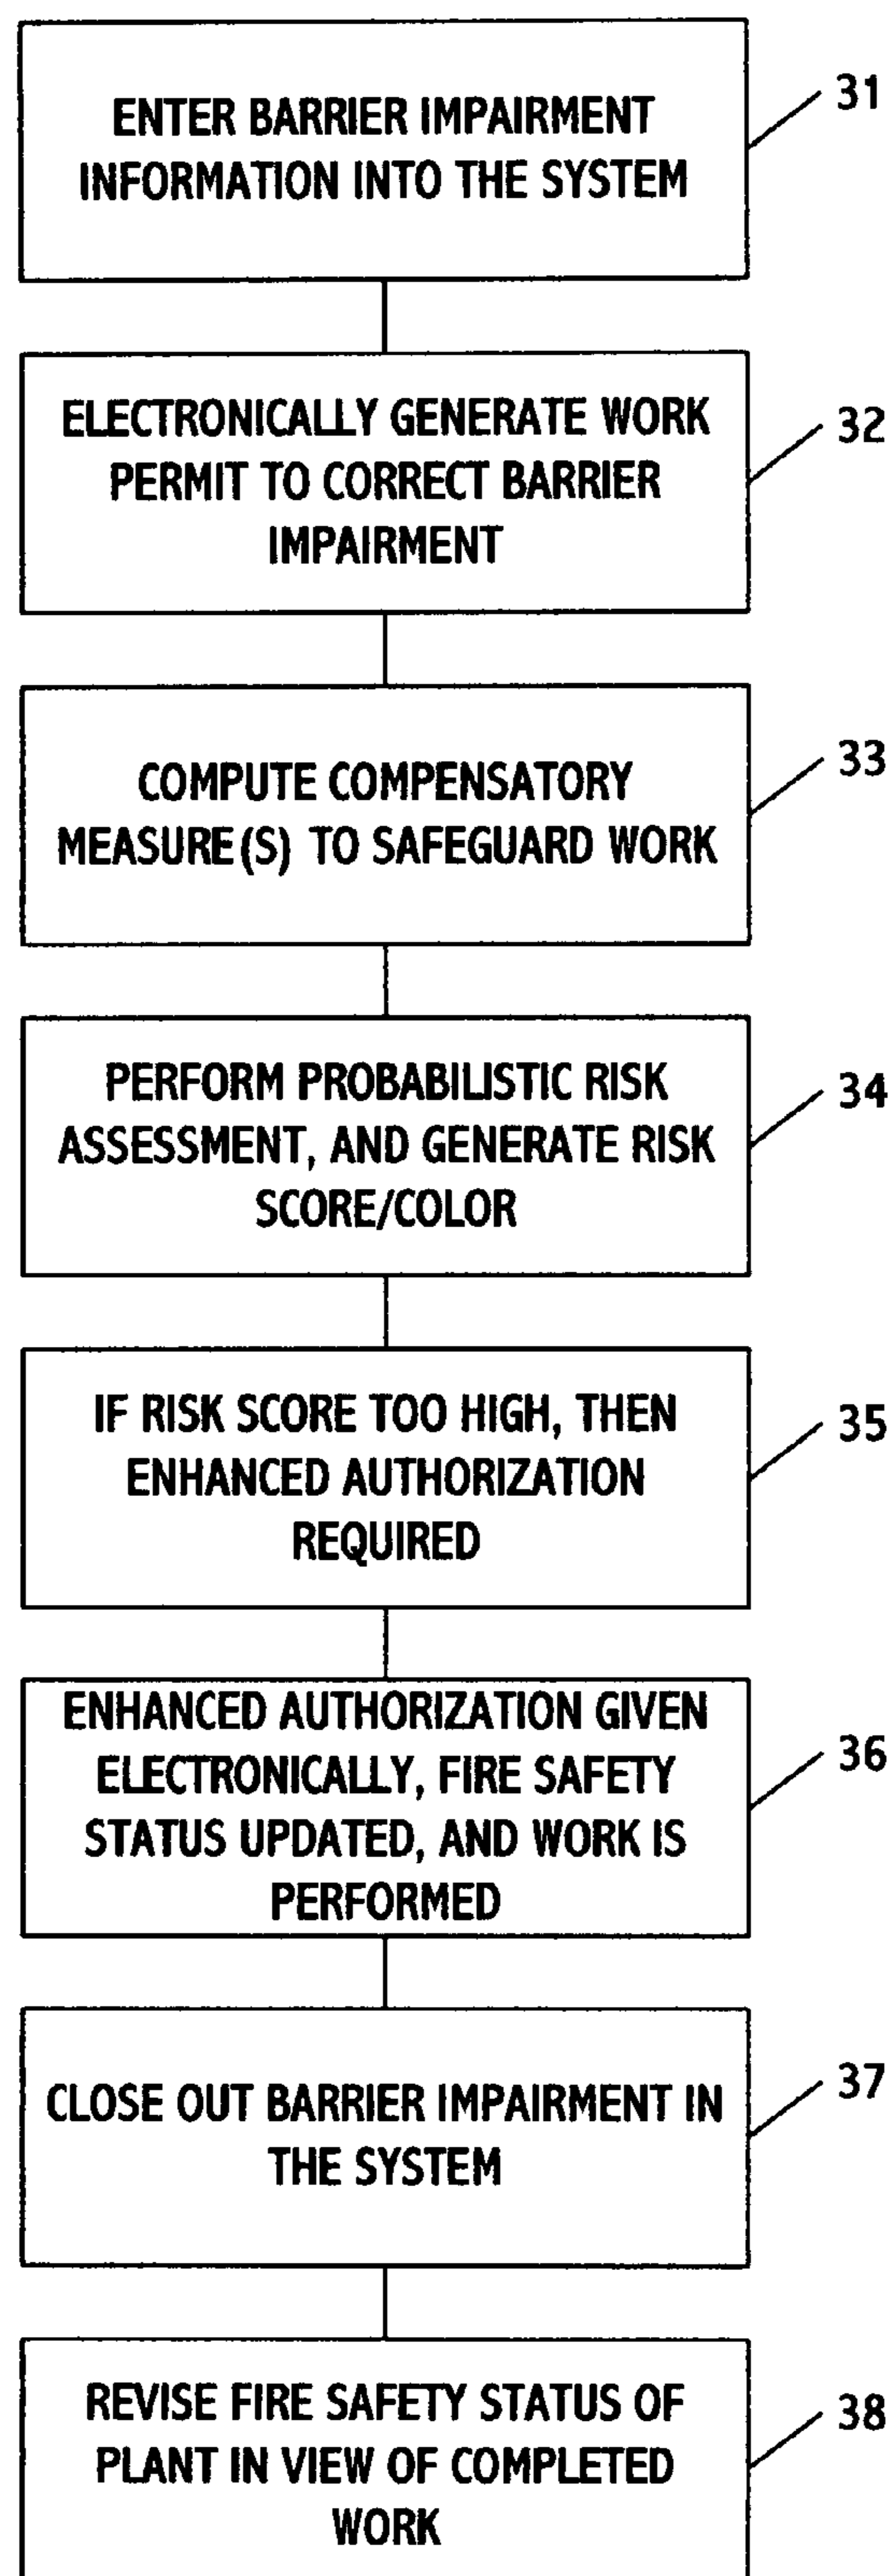 ENTER BARRIER IMPAIRMENT
INFORMATION INTO THE SYSTEM
31
ELECTRONICALLY GENERATE WORK
PERMIT TO CORRECT BARRIER
IMPAIRMENT
32
COMPUTE COMPENSATORY
MEASURE(S) TO SAFEGUARD WORK
33
PERFORM PROBABILISTIC RISK
ASSESSMENT, AND GENERATE RISK
SCORE/COLOR
34
IF RISK SCORE TOO HIGH, THEN
ENHANCED AUTHORIZATION
REQUIRED
35
ENHANCED AUTHORIZATION GIVEN
ELECTRONICALLY, FIRE SAFETY
STATUS UPDATED, AND WORK IS
PERFORMED
36
CLOSE OUT BARRIER IMPAIRMENT IN
THE SYSTEM
37
REVISE FIRE SAFETY STATUS OF
PLANT IN VIEW OF COMPLETED
WORK
38